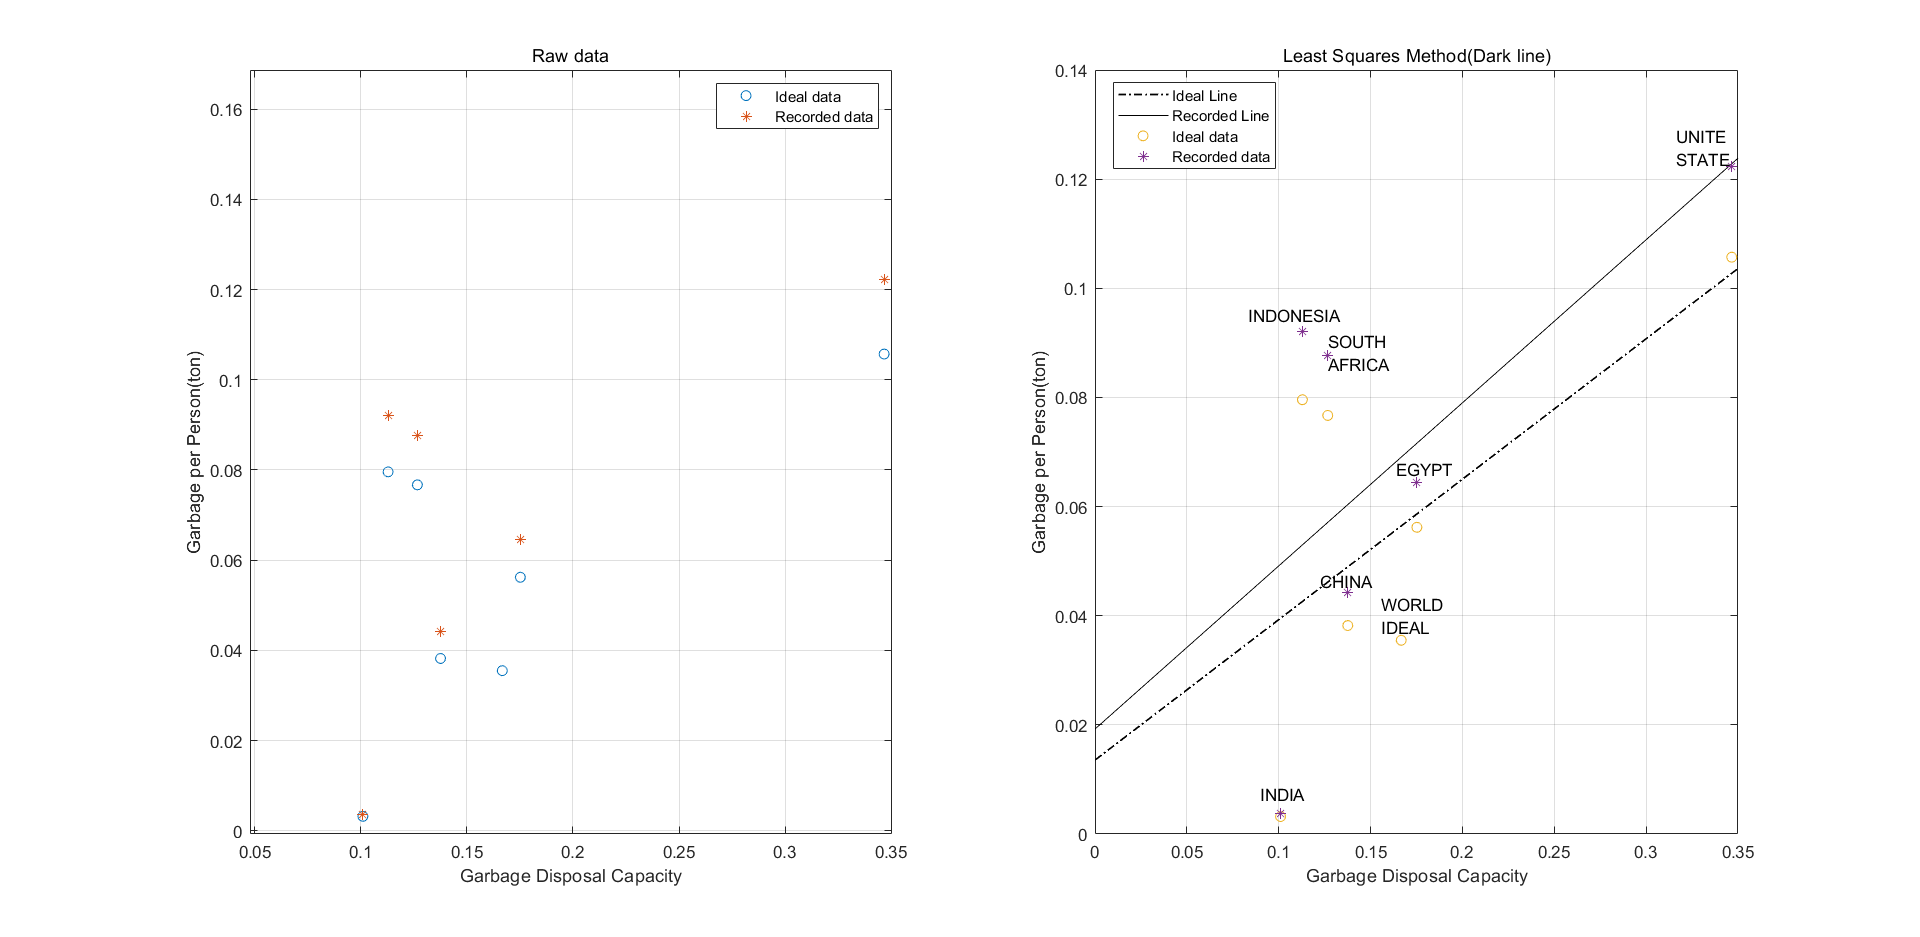 Raw data
Ideal data
Recorded data
0.16
0.14
0.12
0.1
0.08
0.06
0.04
0.02
0
Garbage per Person(ton)
0.05
0.1
0.15
0.2
0.25
0.3
0.35
Garbage Disposal Capacity
Least Squares Method(Dark line)
Ideal Line
Recorded Line
Ideal data
Recorded data
0.14
0.12
0.1
0.08
0.06
0.04
0.02
0
Garbage per Person(ton)
UNITE
STATE
INDONESIA
SOUTH
AFRICA
EGYPT
CHINA
WORLD
IDEAL
INDIA
0
0.05
0.1
0.15
0.2
0.25
0.3
0.35
Garbage Disposal Capacity